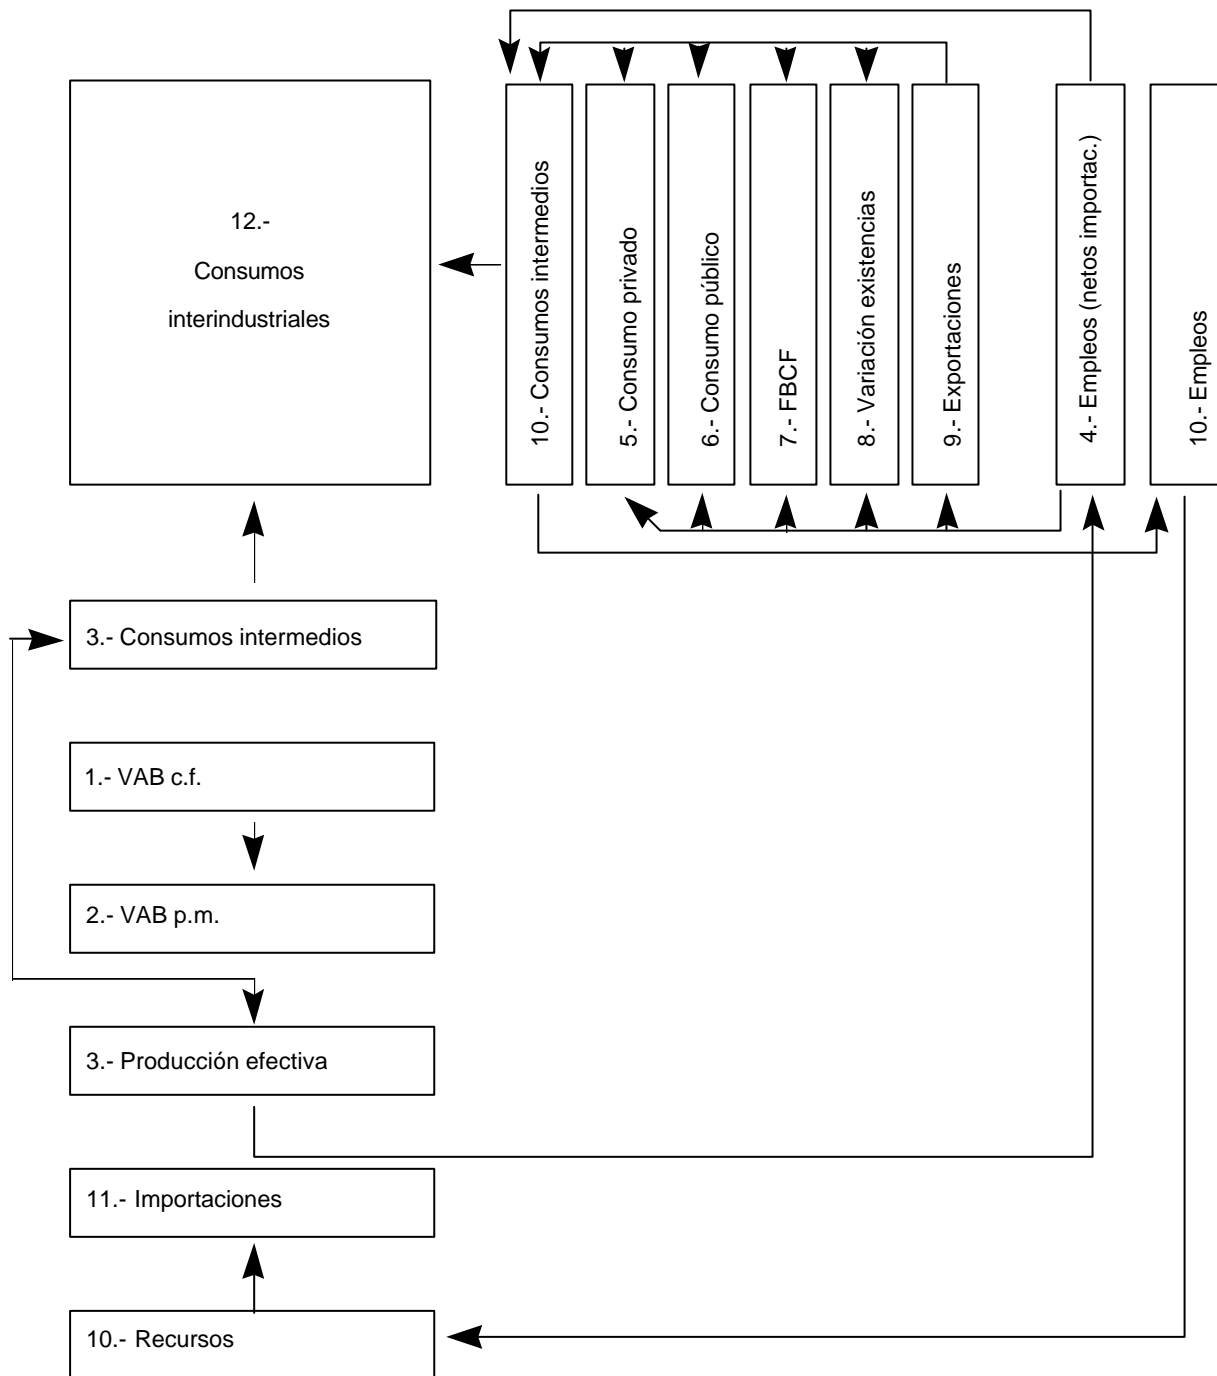 12.-
Consumos
interindustriales
10.- Consumos intermedios
5.- Consumo privado
6.- Consumo público
7.- FBCF
8.- Variación existencias
9.- Exportaciones
4.- Empleos (netos importac.)
10.- Empleos
3.- Consumos intermedios
1.- VAB c.f.
2.- VAB p.m.
3.- Producción efectiva
11.- Importaciones
10.- Recursos